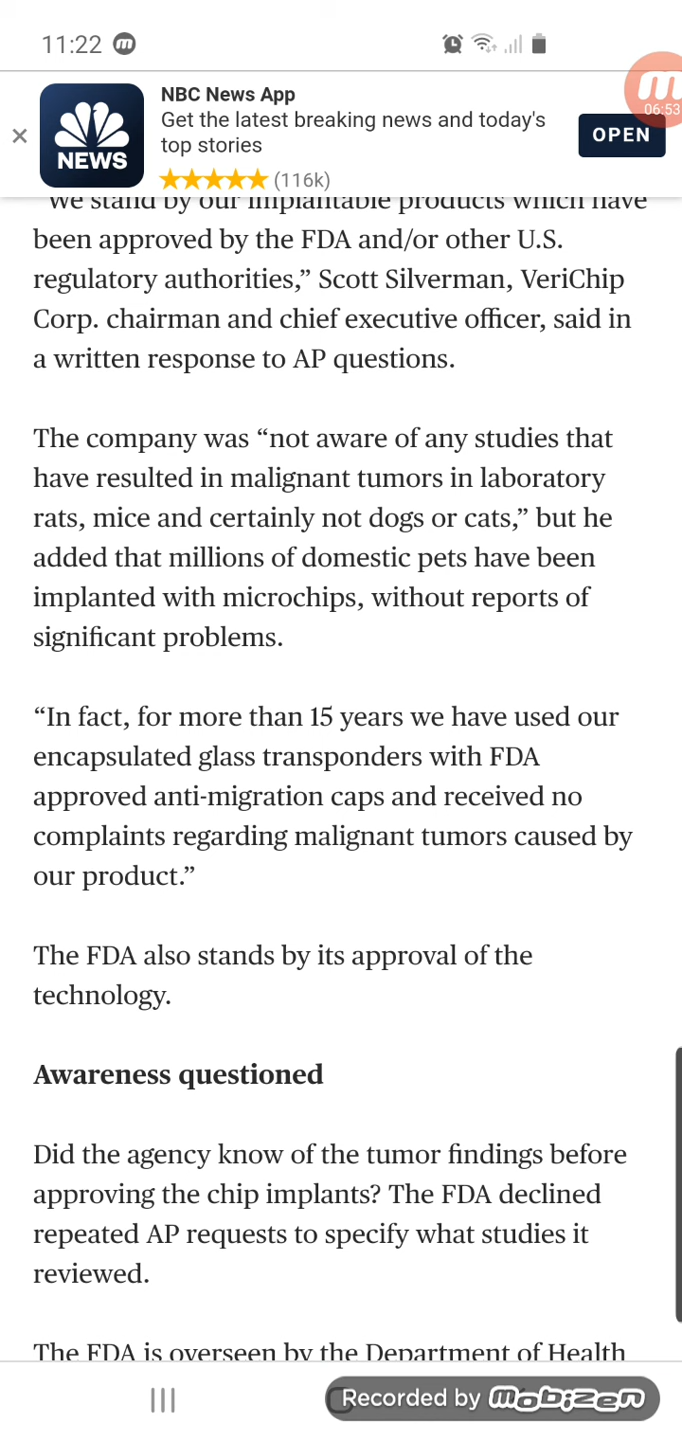 11:22
NBC News App
Get the latest breaking news and today's
top stories
(116k)
NEWS
OPEN
06:53
“We stand by our implantable products which have
been approved by the FDA and/or other U.S.
regulatory authorities,” Scott Silverman, VeriChip
Corp. chairman and chief executive officer, said in
a written response to AP questions.
The company was “not aware of any studies that
have resulted in malignant tumors in laboratory
rats, mice and certainly not dogs or cats,” but he
added that millions of domestic pets have been
implanted with microchips, without reports of
significant problems.
“In fact, for more than 15 years we have used our
encapsulated glass transponders with FDA
approved anti-migration caps and received no
complaints regarding malignant tumors caused by
our product.”
The FDA also stands by its approval of the
technology.
Awareness questioned
Did the agency know of the tumor findings before
approving the chip implants? The FDA declined
repeated AP requests to specify what studies it
reviewed.
The FDA is overseen by the Department of Health
Recorded by mobizen